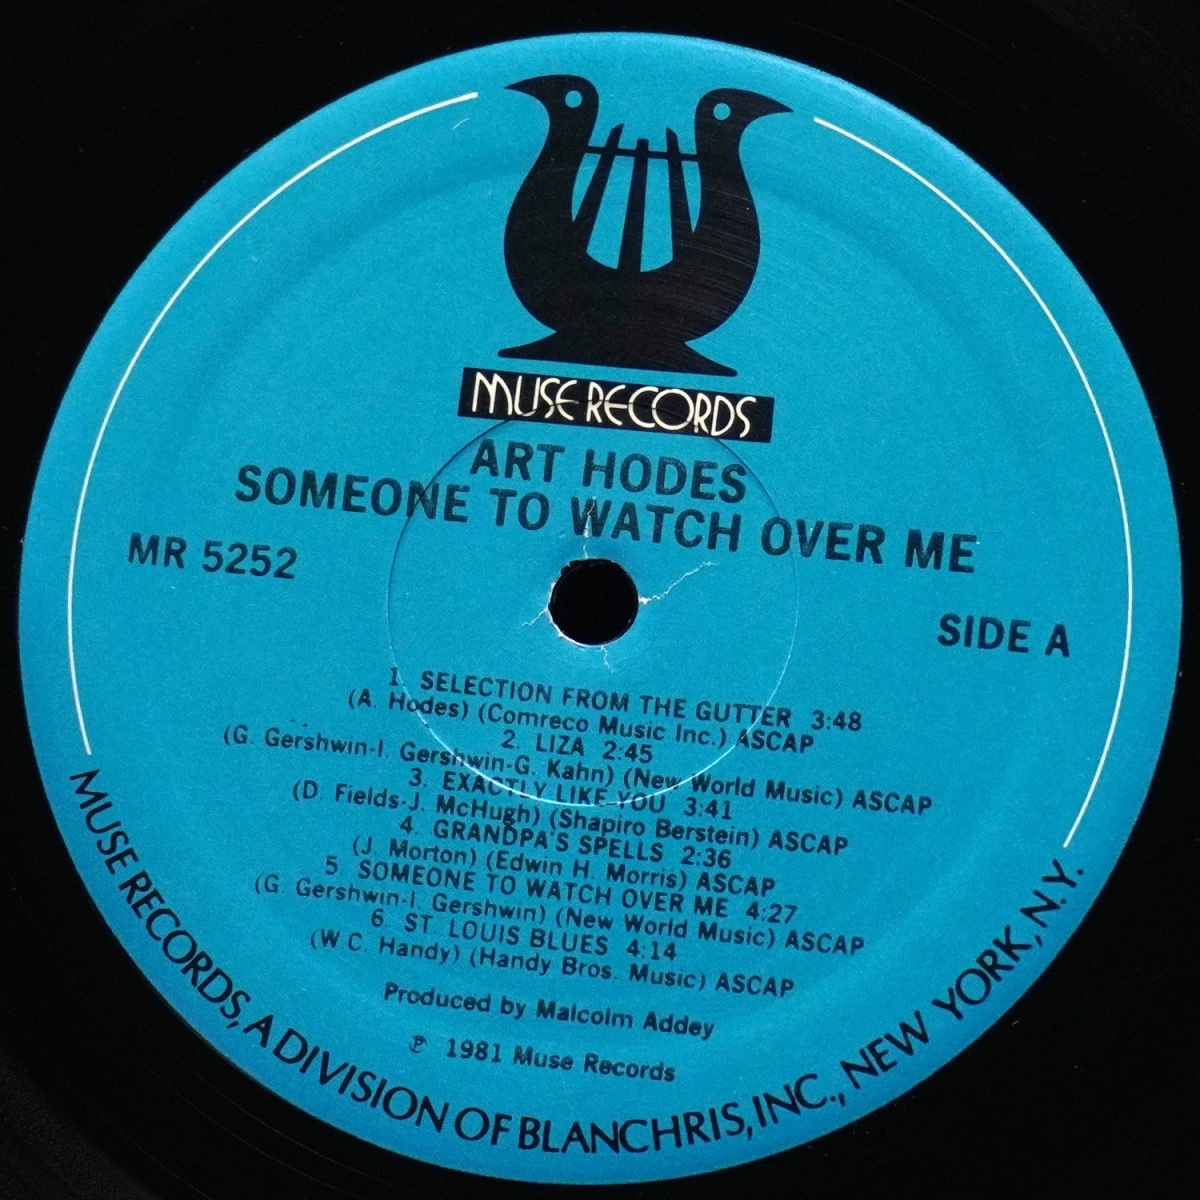 MUSE RECORDS
ART HODES
SOMEONE TO WATCH OVER ME
MR 5252
SIDE A
1. SELECTION FROM THE GUTTER 3:48
(A. Hodes) (Comreco Music Inc.) ASCAP
2. LIZA 2:45
(G. Gershwin-I. Gershwin-G. Kahn) (New World Music) ASCAP
3. EXACTLY LIKE YOU 3:41
(D. Fields-J. McHugh) (Shapiro Berstein) ASCAP
4. GRANDPA'S SPELLS 2:36
(J. Morton) (Edwin H. Morris) ASCAP
5 SOMEONE TO WATCH OVER ME 4:27
(G. Gershwin-I. Gershwin) (New World Music) ASCAP
6 ST. LOUIS BLUES 4:14
(W C. Handy) (Handy Bros. Music) ASCAP
Produced by Malcolm Addey
℗ 1981 Muse Records
MUSE RECORDS, A DIVISION OF BLANCHRIS, INC., NEW YORK, N.Y.